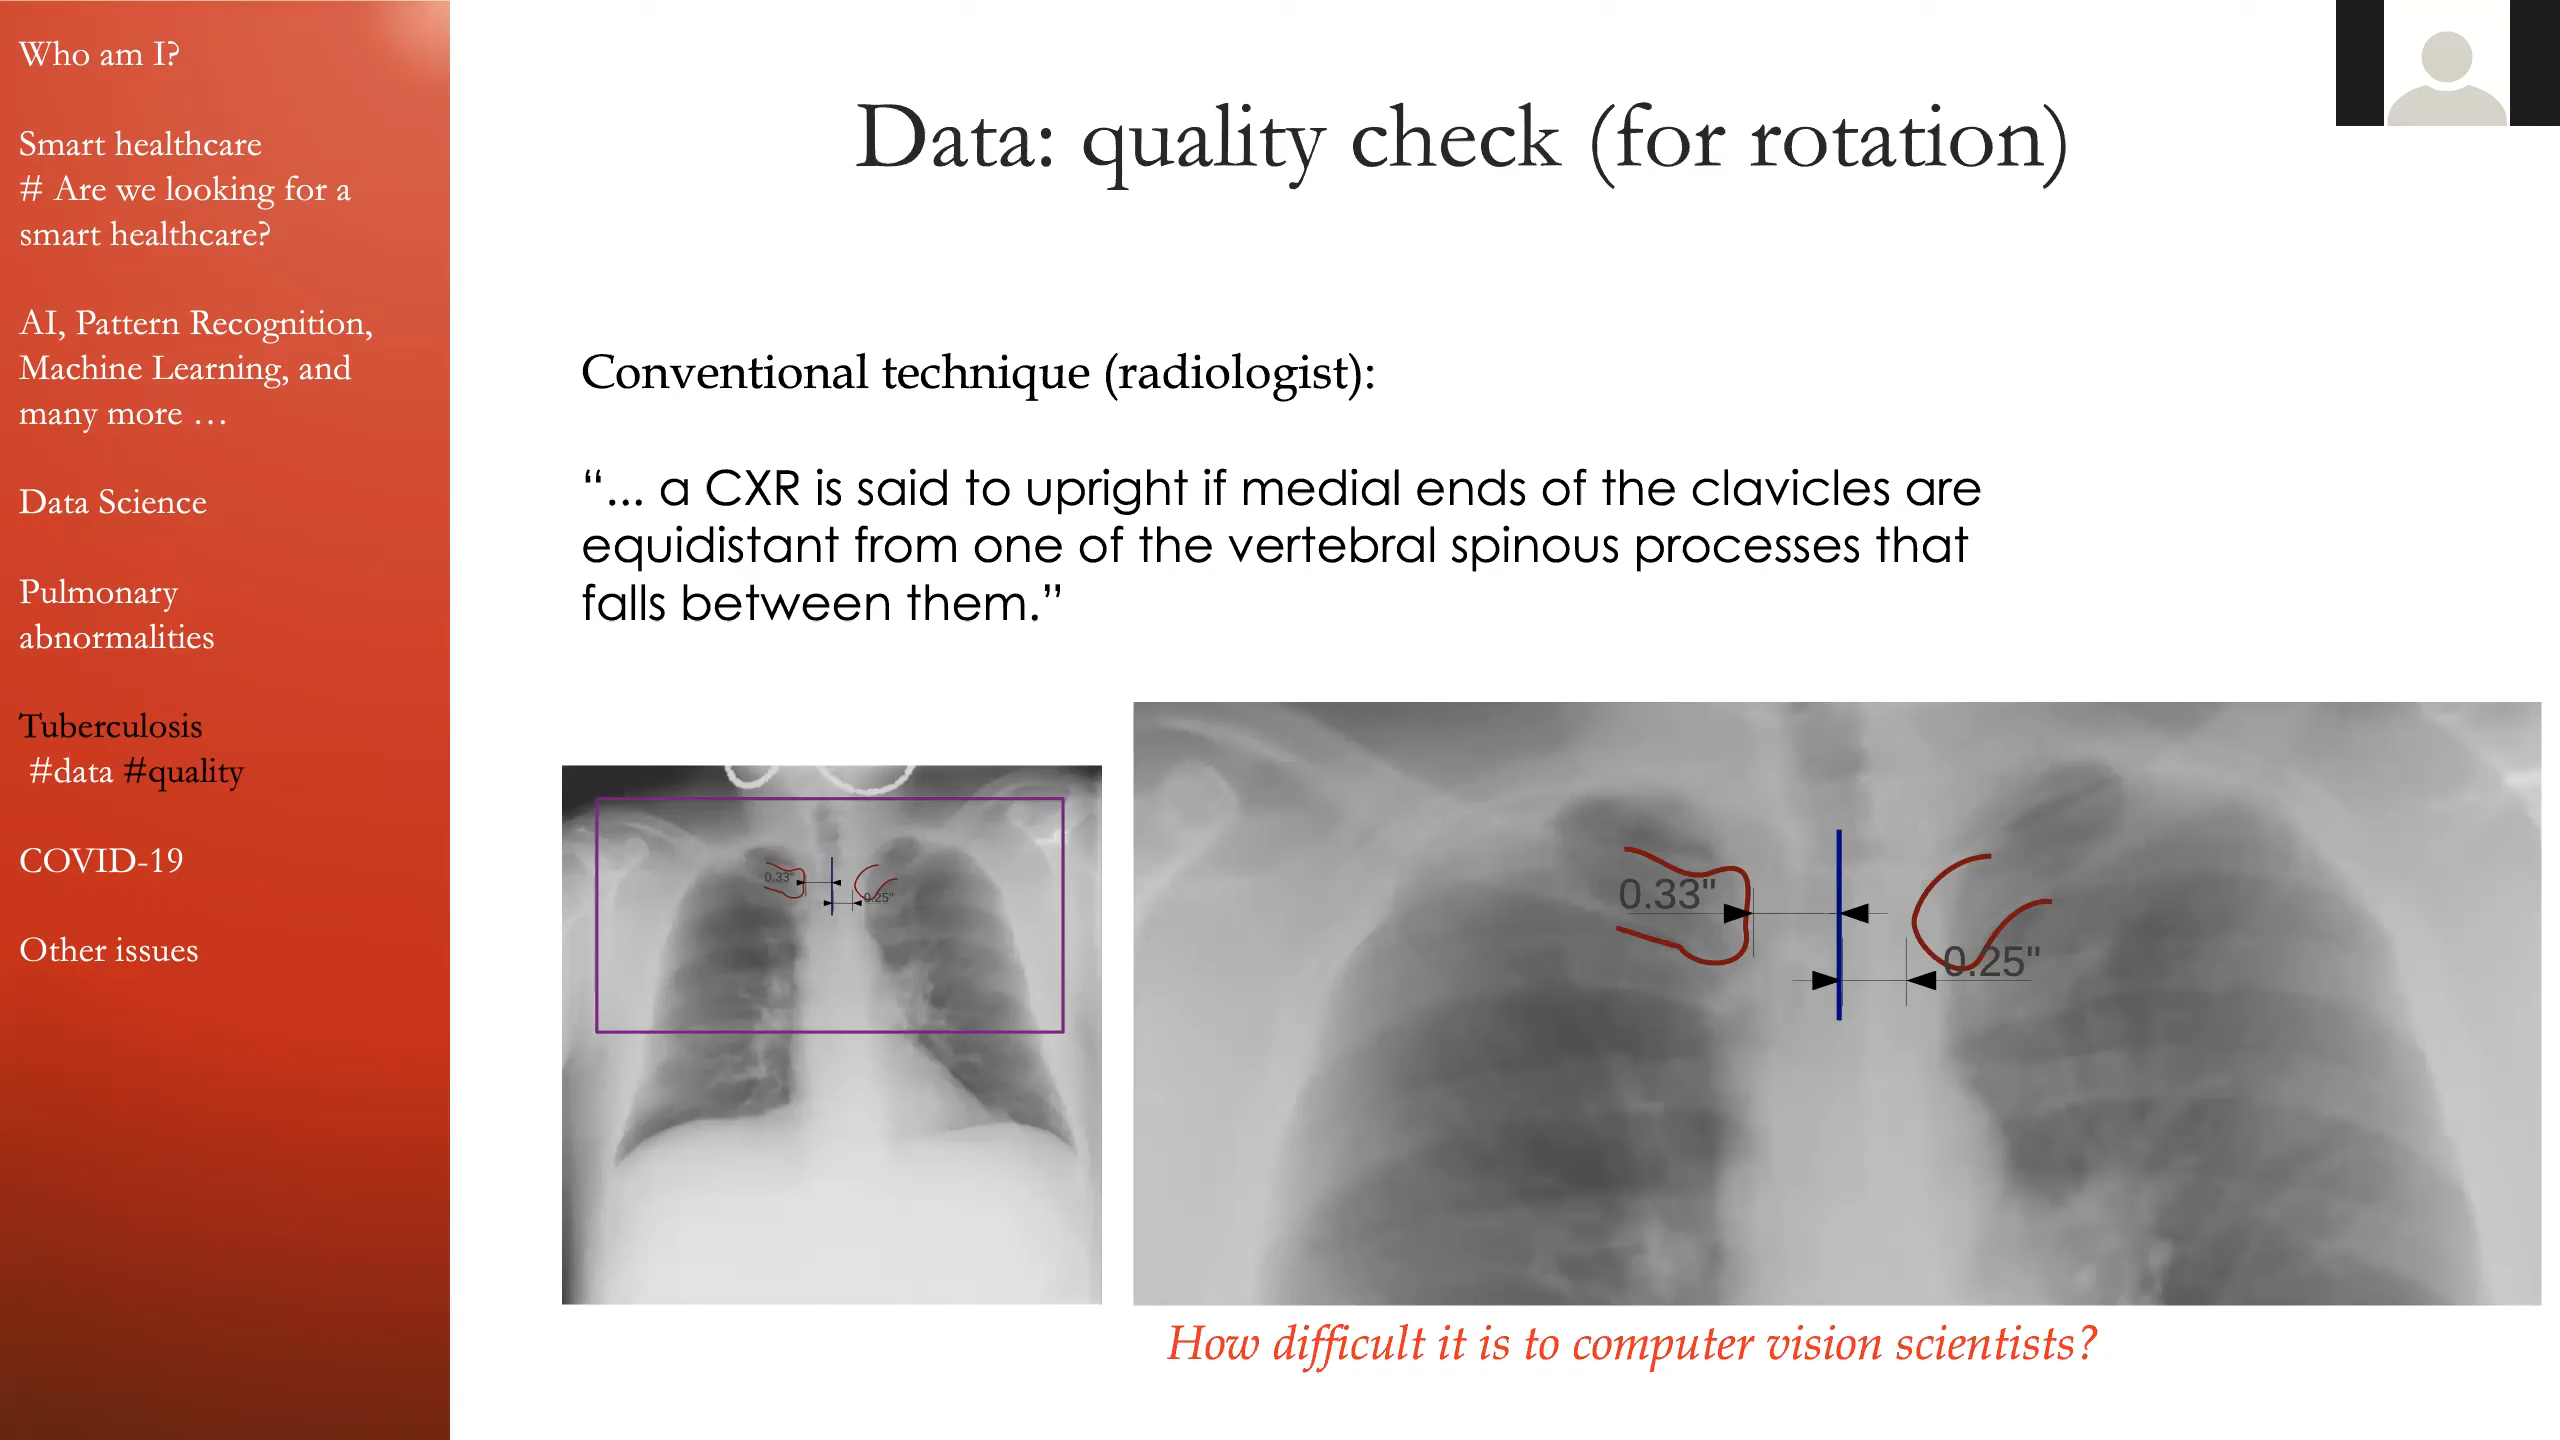 Who am I?
Smart healthcare
# Are we looking for a
smart healthcare?
AI, Pattern Recognition,
Machine Learning, and
many more …
Data Science
Pulmonary
abnormalities
Tuberculosis
#data #quality
COVID-19
Other issues
Data: quality check (for rotation)
Conventional technique (radiologist):
“... a CXR is said to upright if medial ends of the clavicles are
equidistant from one of the vertebral spinous processes that
falls between them.”
0.33"
0.25"
0.33"
0.25"
How difficult it is to computer vision scientists?